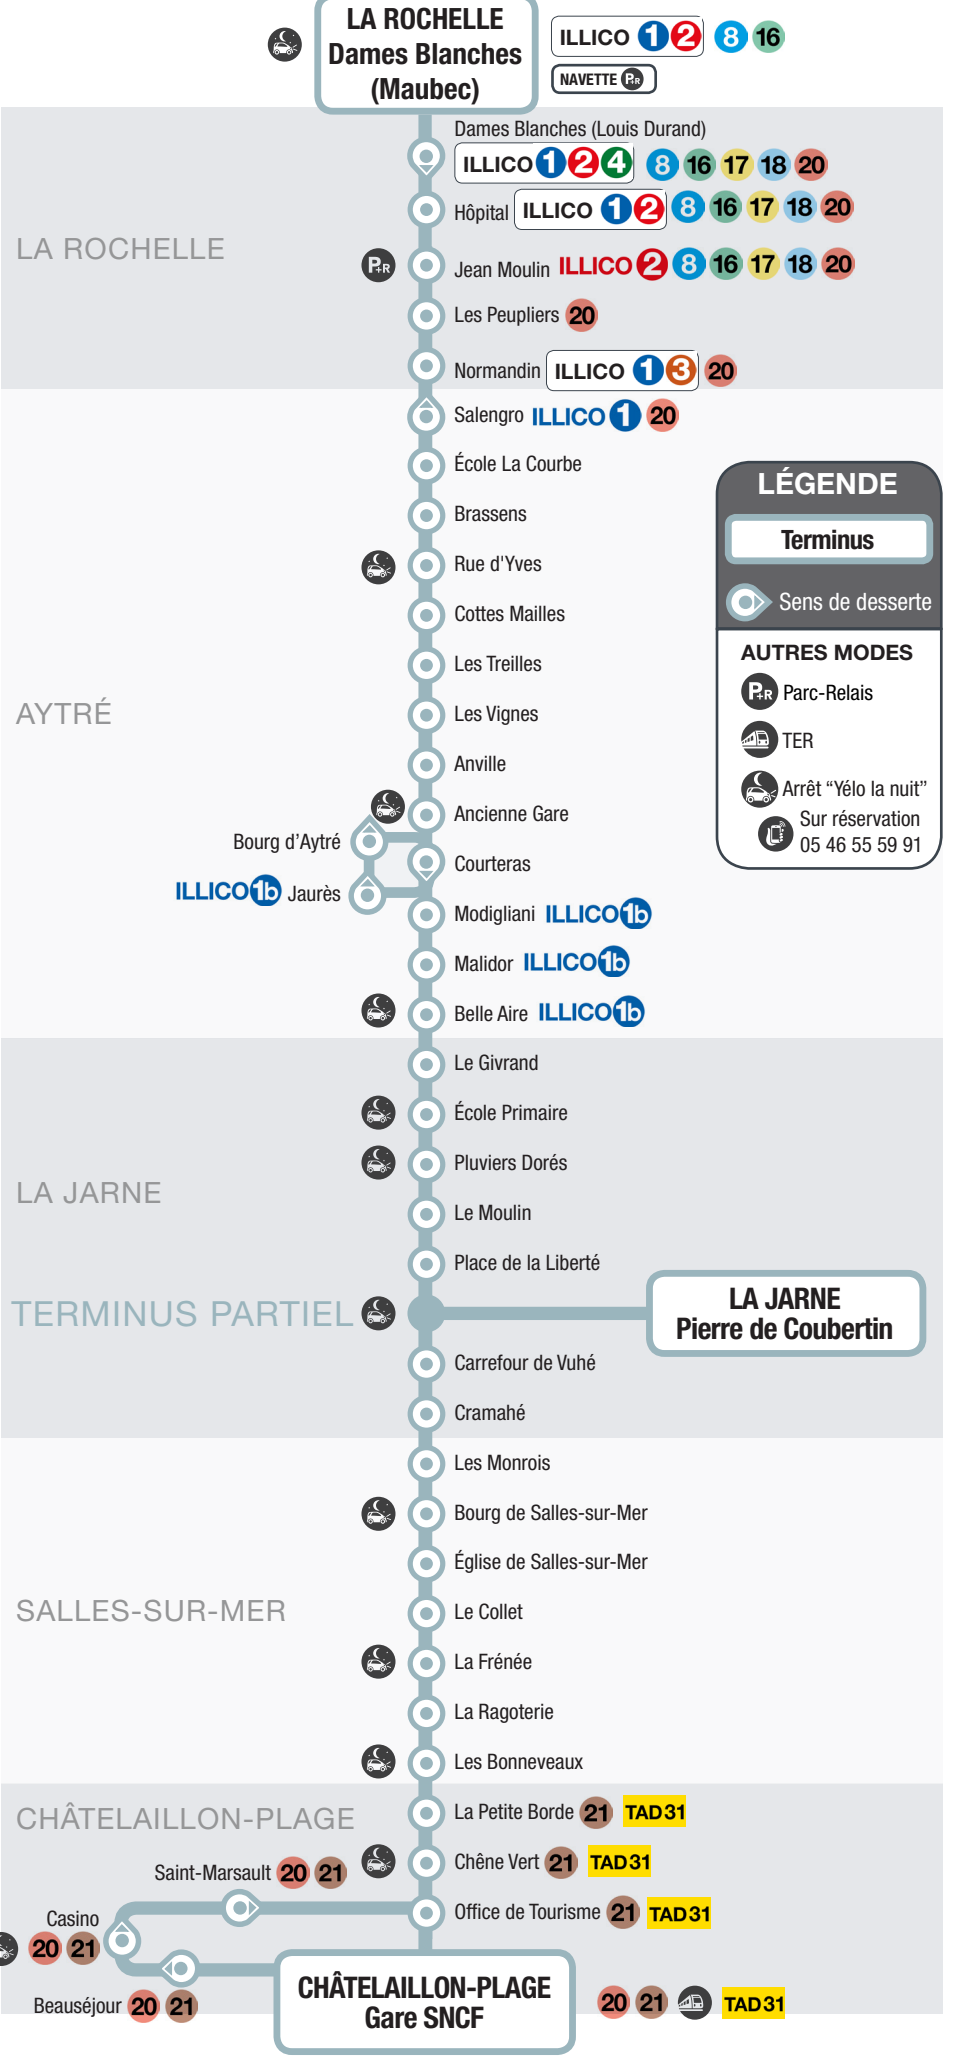 LA ROCHELLE
Dames Blanches
(Maubec)
ILLICO 1 2 8 16
NAVETTE P+R
LA ROCHELLE
Dames Blanches (Louis Durand)
ILLICO 1 2 4 8 16 17 18 20
Hôpital ILLICO 1 2 8 16 17 18 20
P+R Jean Moulin ILLICO 2 8 16 17 18 20
Les Peupliers 20
Normandin ILLICO 1 3 20
AYTRÉ
Salengro ILLICO 1 20
École La Courbe
Brassens
Rue d'Yves
Cottes Mailles
Les Treilles
Les Vignes
Anville
Ancienne Gare
Bourg d'Aytré
Courteras
ILLICO 1b Jaurès
Modigliani ILLICO 1b
Malidor ILLICO 1b
Belle Aire ILLICO 1b
LÉGENDE
Terminus
Sens de desserte
AUTRES MODES
P+R Parc-Relais
TER
Arrêt “Yélo la nuit”
Sur réservation
05 46 55 59 91
LA JARNE
Le Givrand
École Primaire
Pluviers Dorés
Le Moulin
Place de la Liberté
TERMINUS PARTIEL
LA JARNE
Pierre de Coubertin
Carrefour de Vuhé
Cramahé
SALLES-SUR-MER
Les Monrois
Bourg de Salles-sur-Mer
Église de Salles-sur-Mer
Le Collet
La Frénée
La Ragoterie
Les Bonneveaux
CHÂTELAILLON-PLAGE
La Petite Borde 21 TAD31
Chêne Vert 21 TAD31
Saint-Marsault 20 21
Office de Tourisme 21 TAD31
Casino
20 21
Beauséjour 20 21
CHÂTELAILLON-PLAGE
Gare SNCF
20 21 TAD31